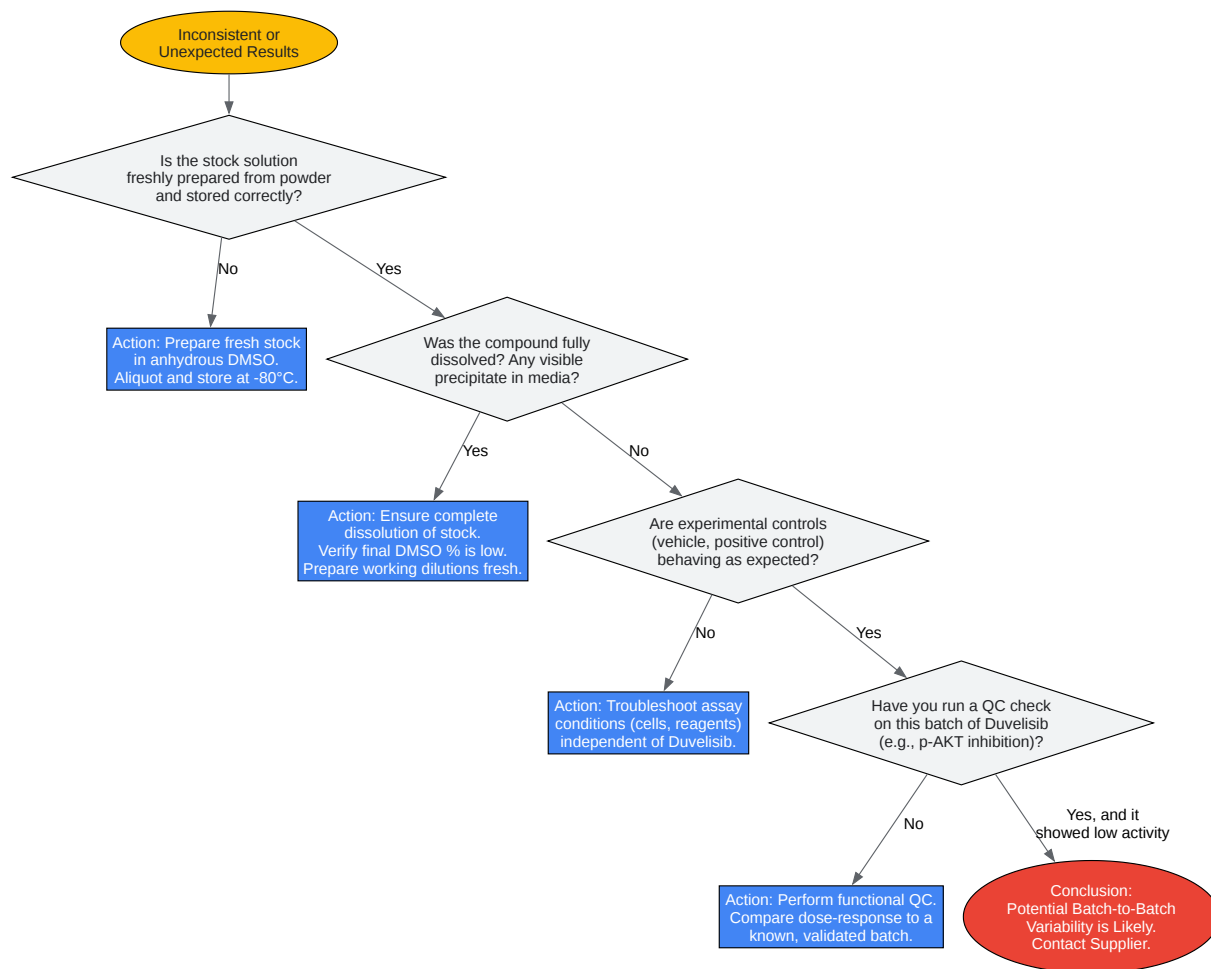 Inconsistent or
Unexpected Results
Is the stock solution
freshly prepared from powder
and stored correctly?
No
Yes
Action: Prepare fresh stock
in anhydrous DMSO.
Aliquot and store at -80°C.
Was the compound fully
dissolved? Any visible
precipitate in media?
Yes
No
Action: Ensure complete
dissolution of stock.
Verify final DMSO % is low.
Prepare working dilutions fresh.
Are experimental controls
(vehicle, positive control)
behaving as expected?
No
Yes
Action: Troubleshoot assay
conditions (cells, reagents)
independent of Duvelisib.
Have you run a QC check
on this batch of Duvelisib
(e.g., p-AKT inhibition)?
No
Yes, and it
showed low activity
Action: Perform functional QC.
Compare dose-response to a
known, validated batch.
Conclusion:
Potential Batch-to-Batch
Variability is Likely.
Contact Supplier.